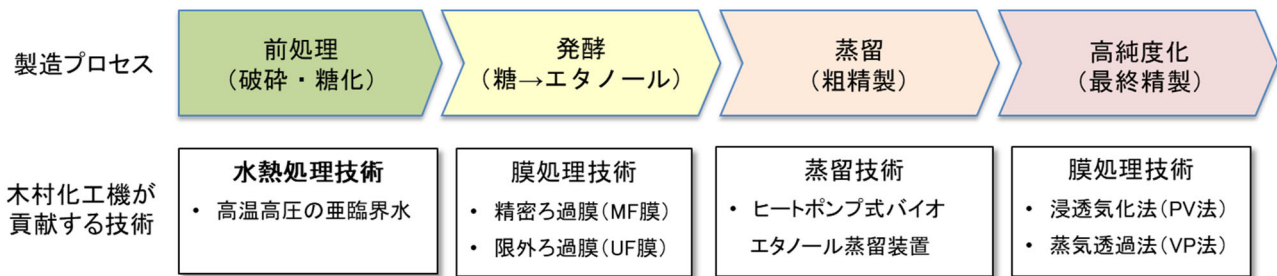 製造プロセス
前処理
（破砕・糖化）
発酵
（糖→エタノール）
蒸留
（粗精製）
高純度化
（最終精製）
木村化工機が
貢献する技術
水熱処理技術
• 高温高圧の亜臨界水
膜処理技術
• 精密ろ過膜（MF膜）
• 限外ろ過膜（UF膜）
蒸留技術
• ヒートポンプ式バイオ
エタノール蒸留装置
膜処理技術
• 浸透気化法（PV法）
• 蒸気透過法（VP法）